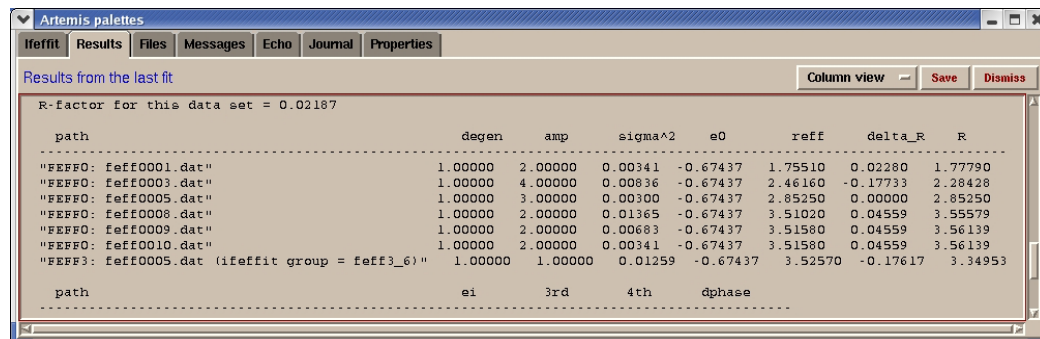 Artemis palettes
Ifeffit Results Files Messages Echo Journal Properties
Results from the last fit Column view Save Dismiss
R-factor for this data set = 0.02187
path degen amp sigma^2 e0 reff delta_R R
"FEFF0: feff0001.dat" 1.00000 2.00000 0.00341 -0.67437 1.75510 0.02280 1.77790
"FEFF0: feff0003.dat" 1.00000 4.00000 0.00836 -0.67437 2.46160 -0.17733 2.28428
"FEFF0: feff0005.dat" 1.00000 3.00000 0.00300 -0.67437 2.85250 0.00000 2.85250
"FEFF0: feff0008.dat" 1.00000 2.00000 0.01365 -0.67437 3.51020 0.04559 3.55579
"FEFF0: feff0009.dat" 1.00000 2.00000 0.00683 -0.67437 3.51580 0.04559 3.56139
"FEFF0: feff0010.dat" 1.00000 2.00000 0.00341 -0.67437 3.51580 0.04559 3.56139
"FEFF3: feff0005.dat (ifeffit group = feff3_6)" 1.00000 1.00000 0.01259 -0.67437 3.52570 -0.17617 3.34953
path ei 3rd 4th dphase